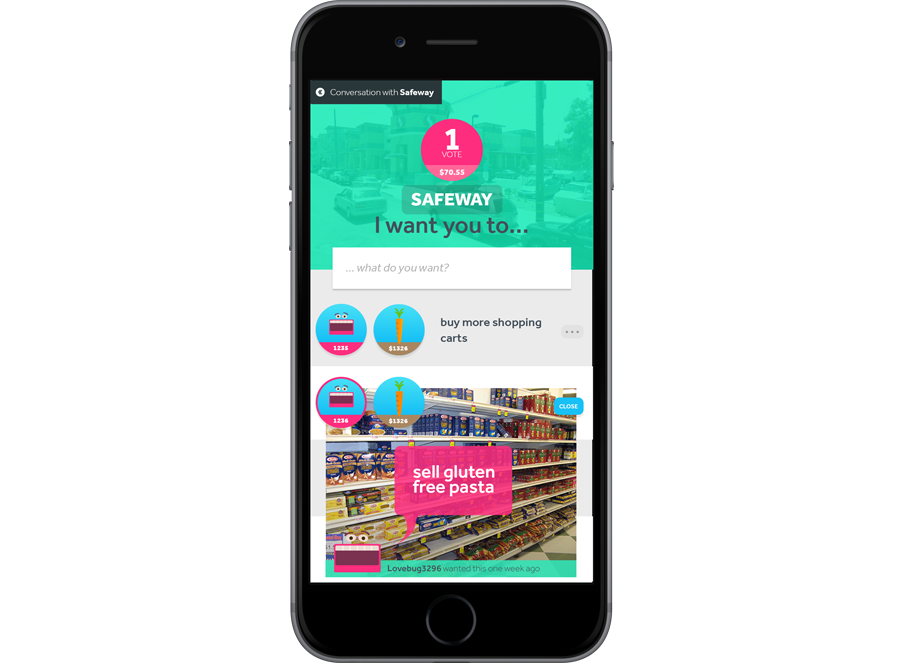 Conversation with Safeway
1
VOTE
$70.55
SAFEWAY
I want you to...
... what do you want?
buy more shopping
carts
1235
$1326
1236
$1326
CLOSE
sell gluten
free pasta
Lovebug3296 wanted this one week ago